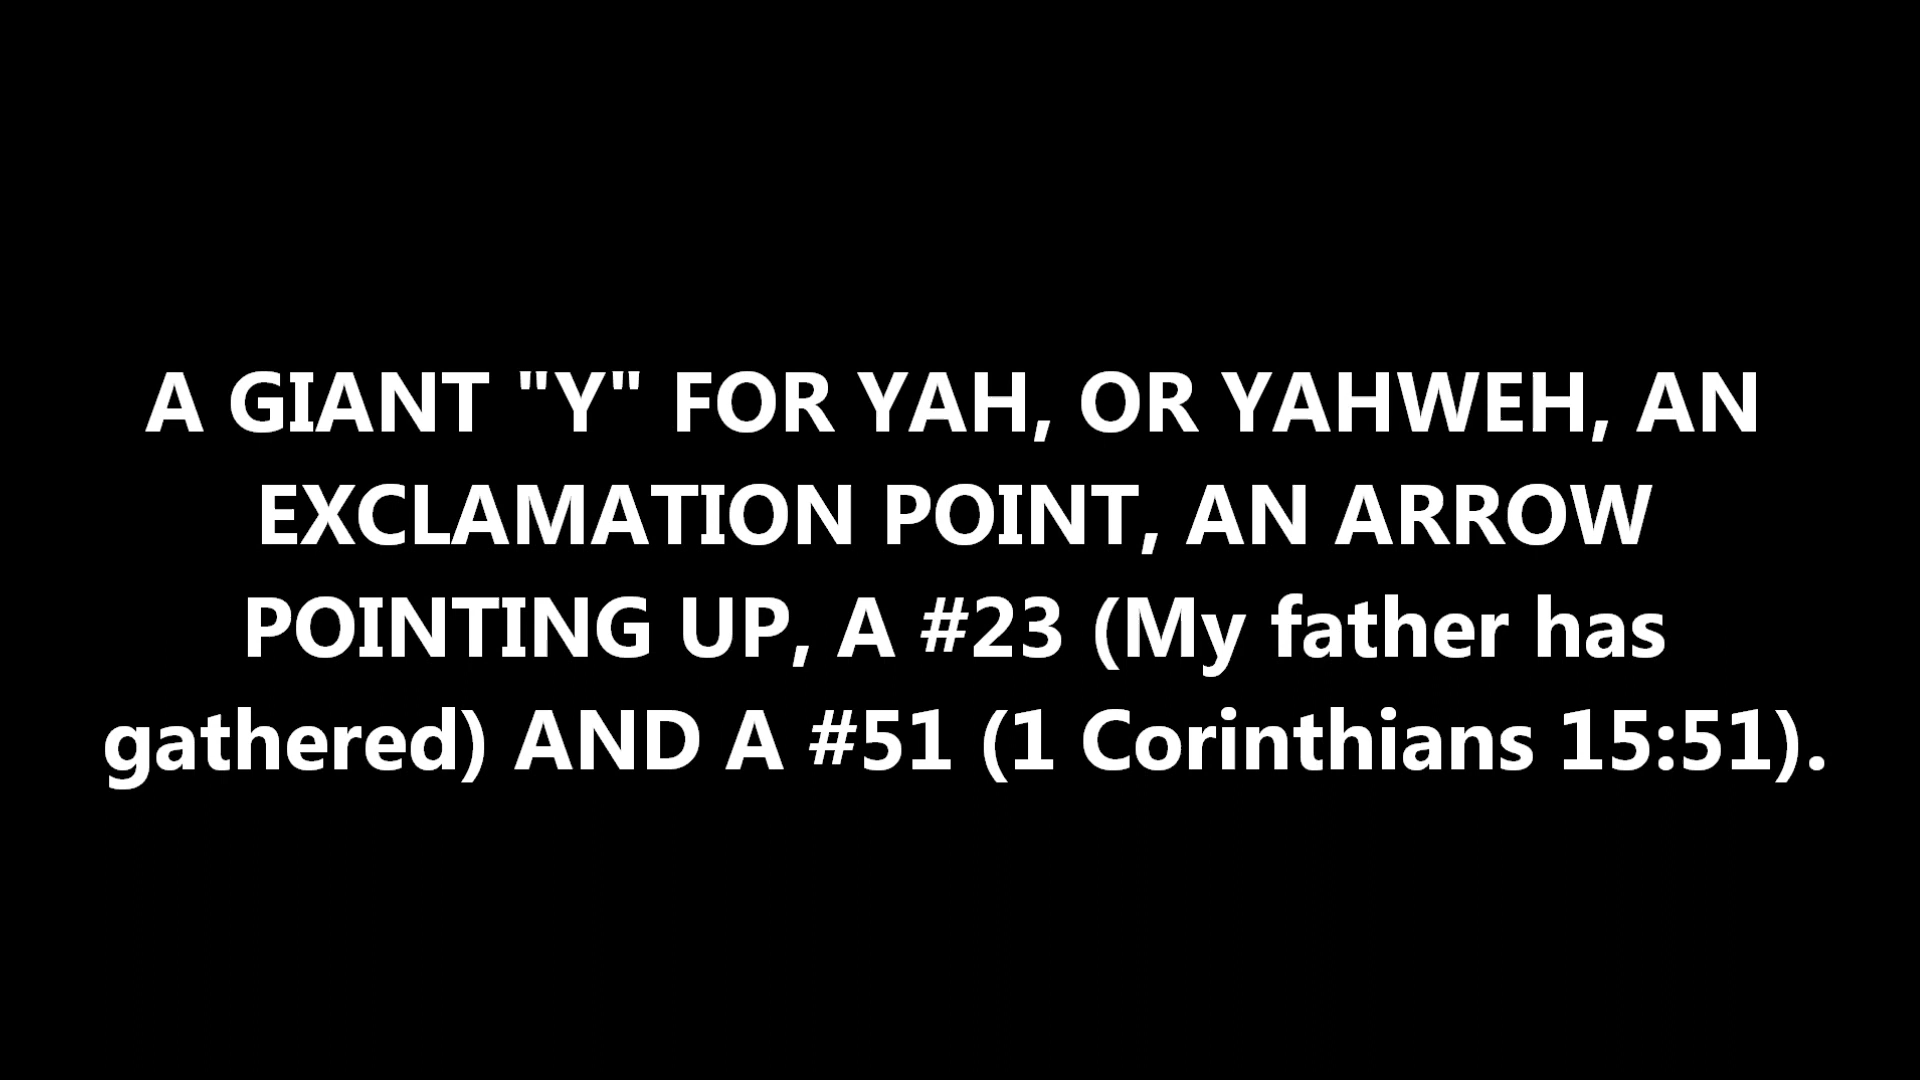 A GIANT "Y" FOR YAH, OR YAHWEH, AN
EXCLAMATION POINT, AN ARROW
POINTING UP, A #23 (My father has
gathered) AND A #51 (1 Corinthians 15:51).